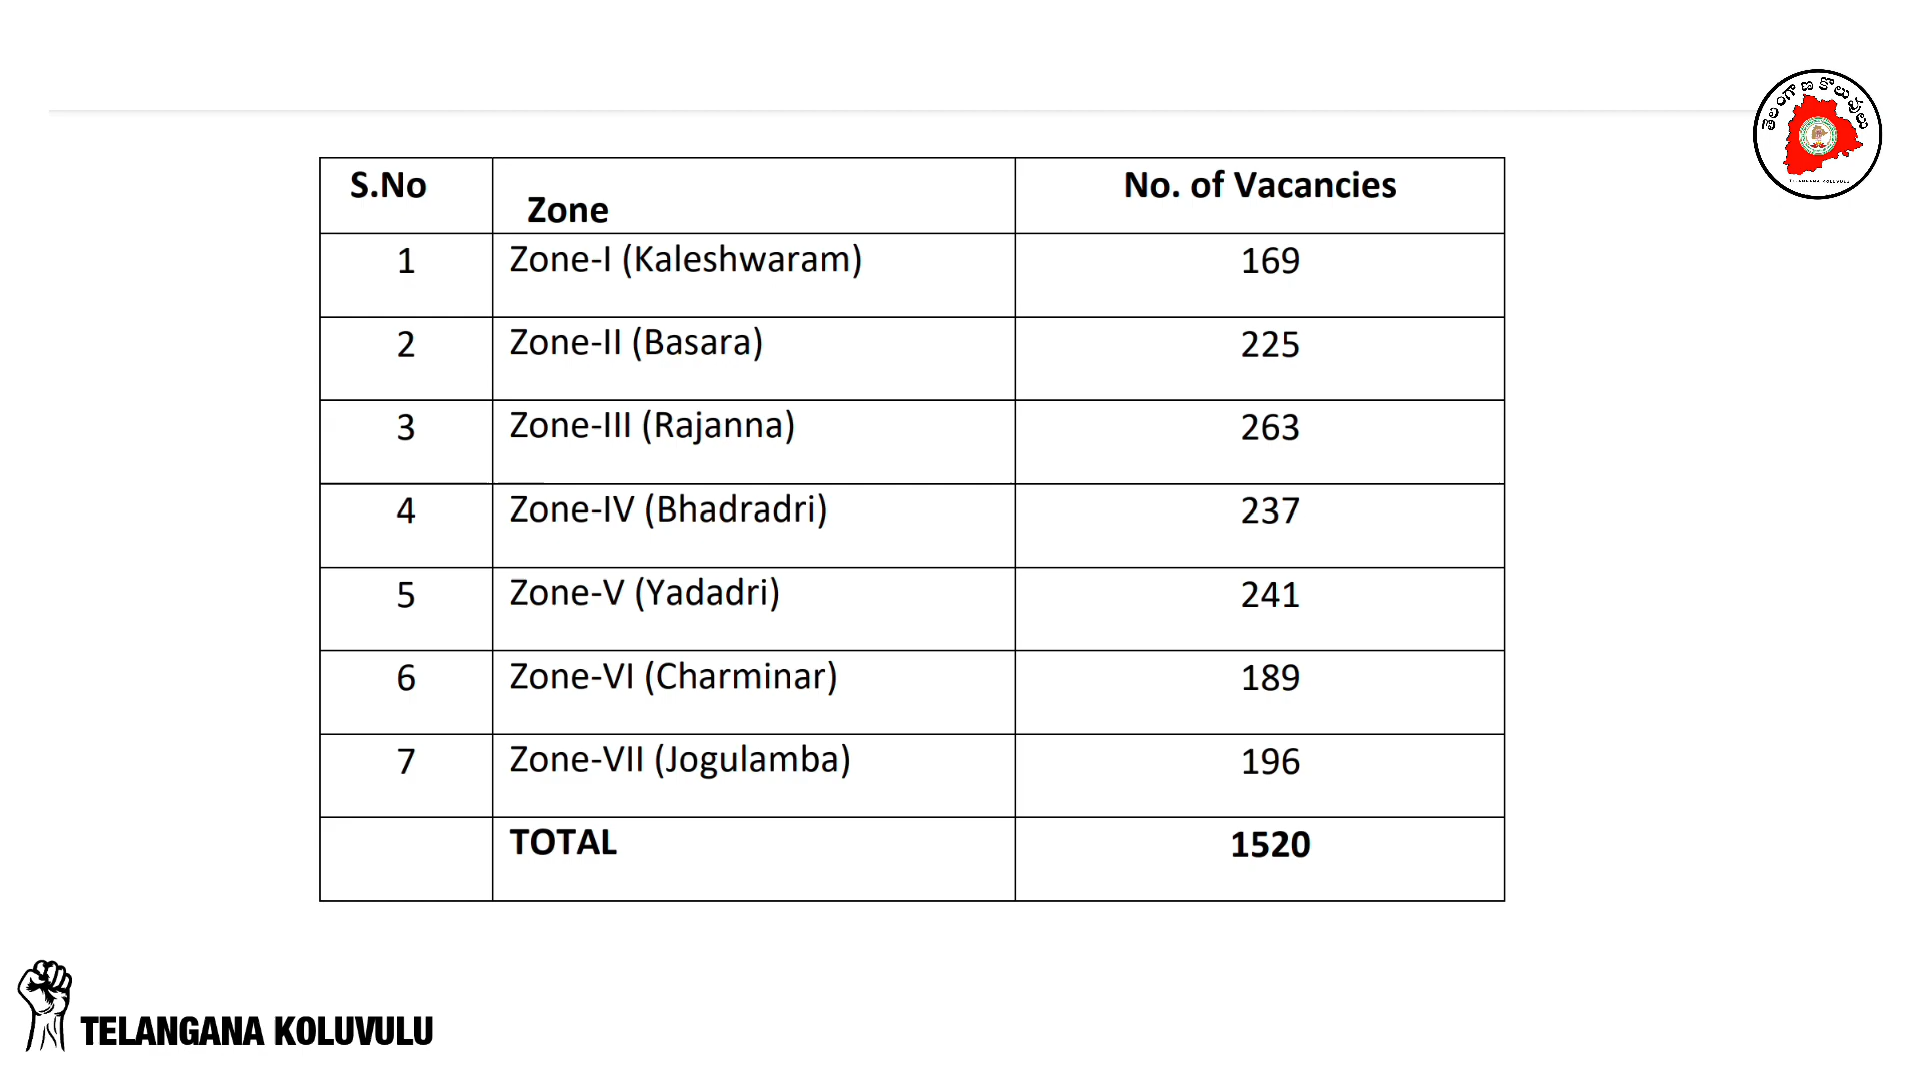 తెలంగాణ కొలువులు
TELANGANA KOLUVULU
S.No Zone No. of Vacancies
1 Zone-I (Kaleshwaram) 169
2 Zone-II (Basara) 225
3 Zone-III (Rajanna) 263
4 Zone-IV (Bhadradri) 237
5 Zone-V (Yadadri) 241
6 Zone-VI (Charminar) 189
7 Zone-VII (Jogulamba) 196
TOTAL 1520
TELANGANA KOLUVULU